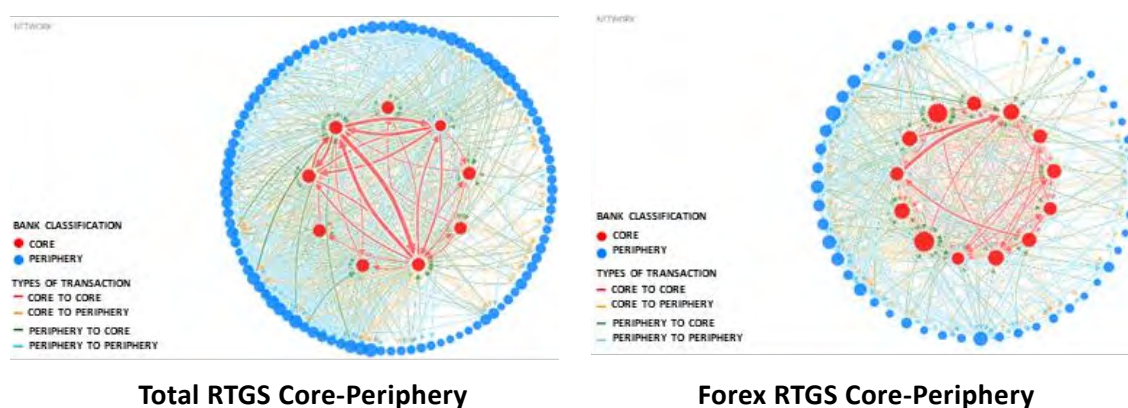 NETWORK
BANK CLASSIFICATION
CORE
PERIPHERY
TYPES OF TRANSACTION
CORE TO CORE
CORE TO PERIPHERY
PERIPHERY TO CORE
PERIPHERY TO PERIPHERY
Total RTGS Core-Periphery
NETWORK
BANK CLASSIFICATION
CORE
PERIPHERY
TYPES OF TRANSACTION
CORE TO CORE
CORE TO PERIPHERY
PERIPHERY TO CORE
PERIPHERY TO PERIPHERY
Forex RTGS Core-Periphery